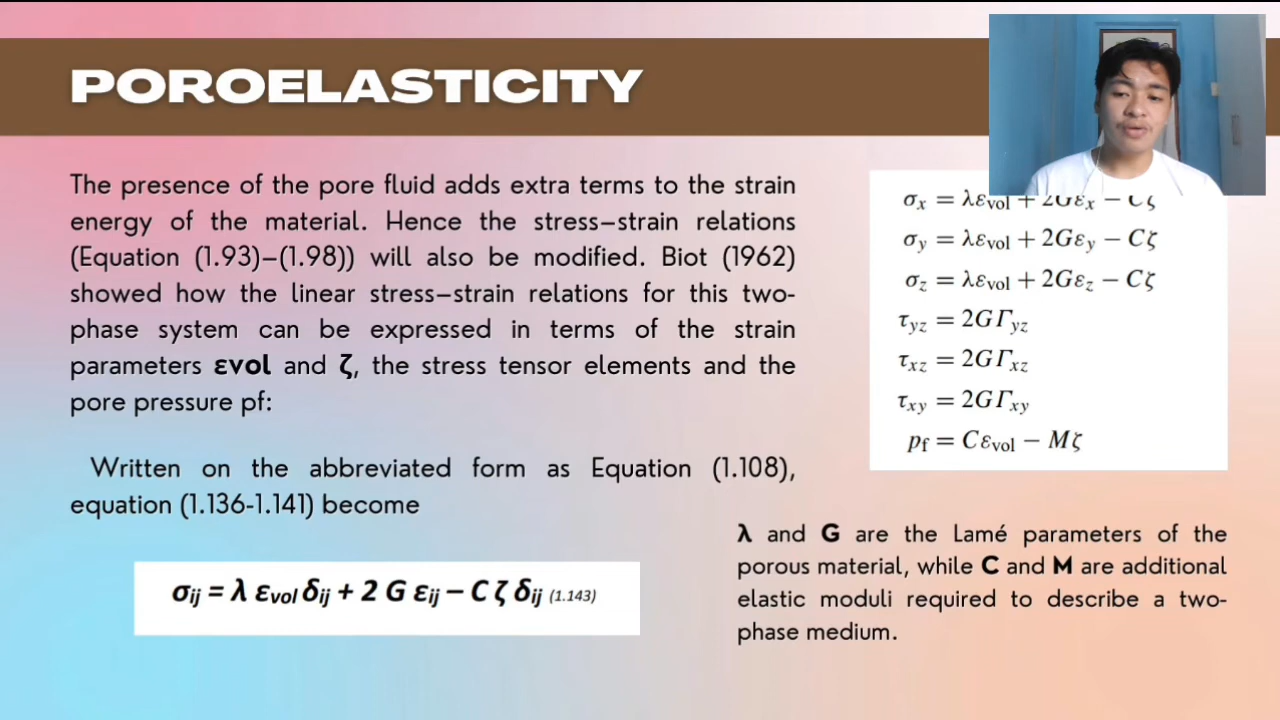 POROELASTICITY
The presence of the pore fluid adds extra terms to the strain
energy of the material. Hence the stress–strain relations
(Equation (1.93)–(1.98)) will also be modified. Biot (1962)
showed how the linear stress–strain relations for this two-
phase system can be expressed in terms of the strain
parameters εvol and ζ, the stress tensor elements and the
pore pressure pf:
Written on the abbreviated form as Equation (1.108),
equation (1.136-1.141) become
σij = λ εvol δij + 2 G εij – C ζ δij (1.143)
σx = λεvol + 2Gεx − Cζ
σy = λεvol + 2Gεy − Cζ
σz = λεvol + 2Gεz − Cζ
τyz = 2GΓyz
τxz = 2GΓxz
τxy = 2GΓxy
pf = Cεvol − Mζ
λ and G are the Lamé parameters of the
porous material, while C and M are additional
elastic moduli required to describe a two-
phase medium.